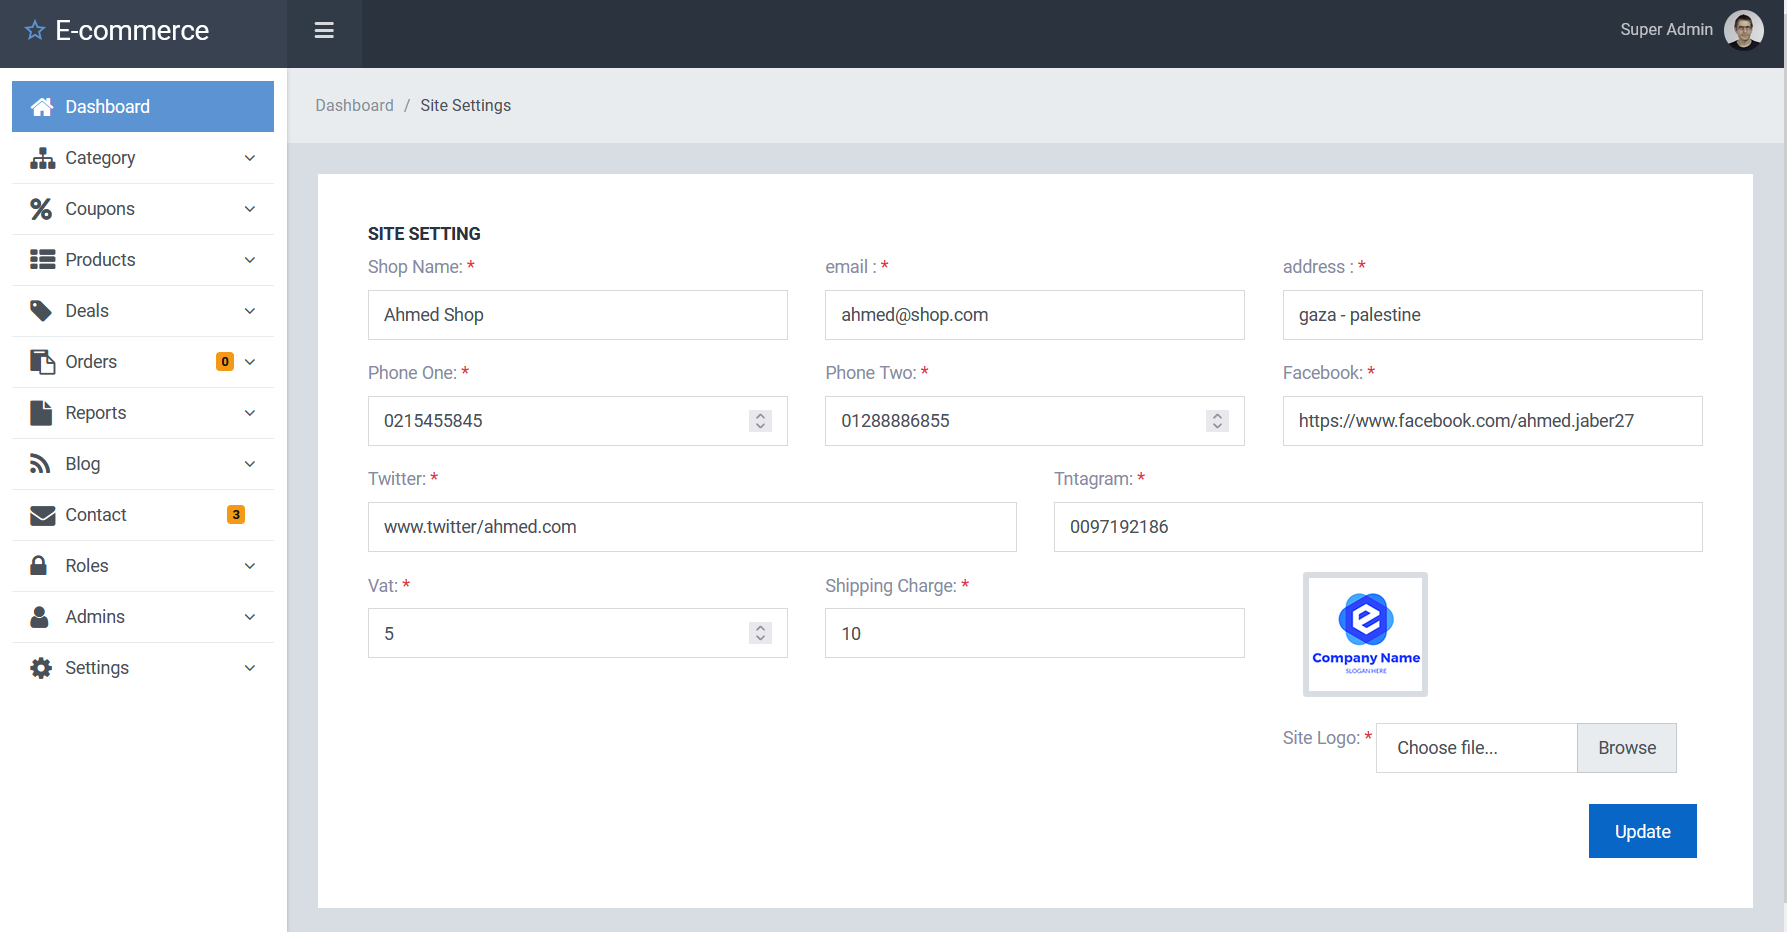 E-commerce
Super Admin
Dashboard
Category
Coupons
Products
Deals
Orders 0
Reports
Blog
Contact 3
Roles
Admins
Settings
Dashboard / Site Settings
SITE SETTING
Shop Name: * email : * address : *
Ahmed Shop ahmed@shop.com gaza - palestine
Phone One: * Phone Two: * Facebook: *
0215455845 01288886855 https://www.facebook.com/ahmed.jaber27
Twitter: * Tntagram: *
www.twitter/ahmed.com 0097192186
Vat: * Shipping Charge: *
5 10
Company Name
SLOGAN HERE
Site Logo: * Choose file... Browse
Update